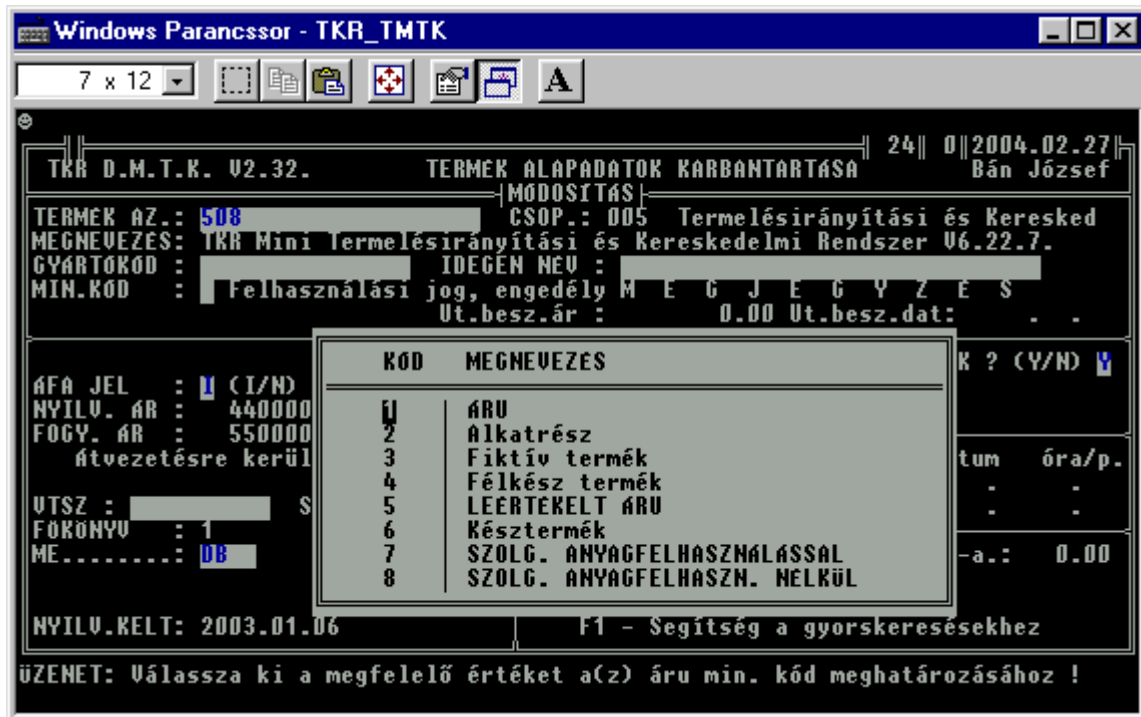 Windows Parancssor - TKR_TMTK
7 x 12
A
24 0 2004.02.27
TKR D.M.T.K. V2.32. TERMÉK ALAPADATOK KARBANTARTÁSA Bán József
MÓDOSÍTÁS
TERMÉK AZ.: 508 CSOP.: 005 Termelésirányítási és Keresked
MEGNEVEZÉS: TKR Mini Termelésirányítási és Kereskedelmi Rendszer V6.22.7.
GYÁRTÓKÓD : IDEGEN NÉV :
MIN.KÓD : Felhasználási jog, engedély M E G J E G Y Z É S
Ut.besz.ár : 0.00 Ut.besz.dat: . .
K ? (Y/N) Y
KÓD MEGNEVEZÉS
ÁFA JEL : I (I/N)
NYILV. ÁR : 440000
FOGY. ÁR : 550000
Átvezetésre kerül
1 ÁRU
2 Alkatrész
3 Fiktív termék
4 Félkész termék
5 LEÉRTÉKELT ÁRU
6 Késztermék
7 SZOLG. ANYAGFELHASZNÁLÁSSAL
8 SZOLG. ANYAGFELHASZN. NÉLKÜL
tum óra/p.
- -
- -
VTSZ : S
FŐKÖNYV : 1
ME........: DB
-a.: 0.00
NYILV.KELT: 2003.01.06 F1 - Segítség a gyorskeresésekhez
üZENET: Válassza ki a megfelelő értéket a(z) áru min. kód meghatározásához !